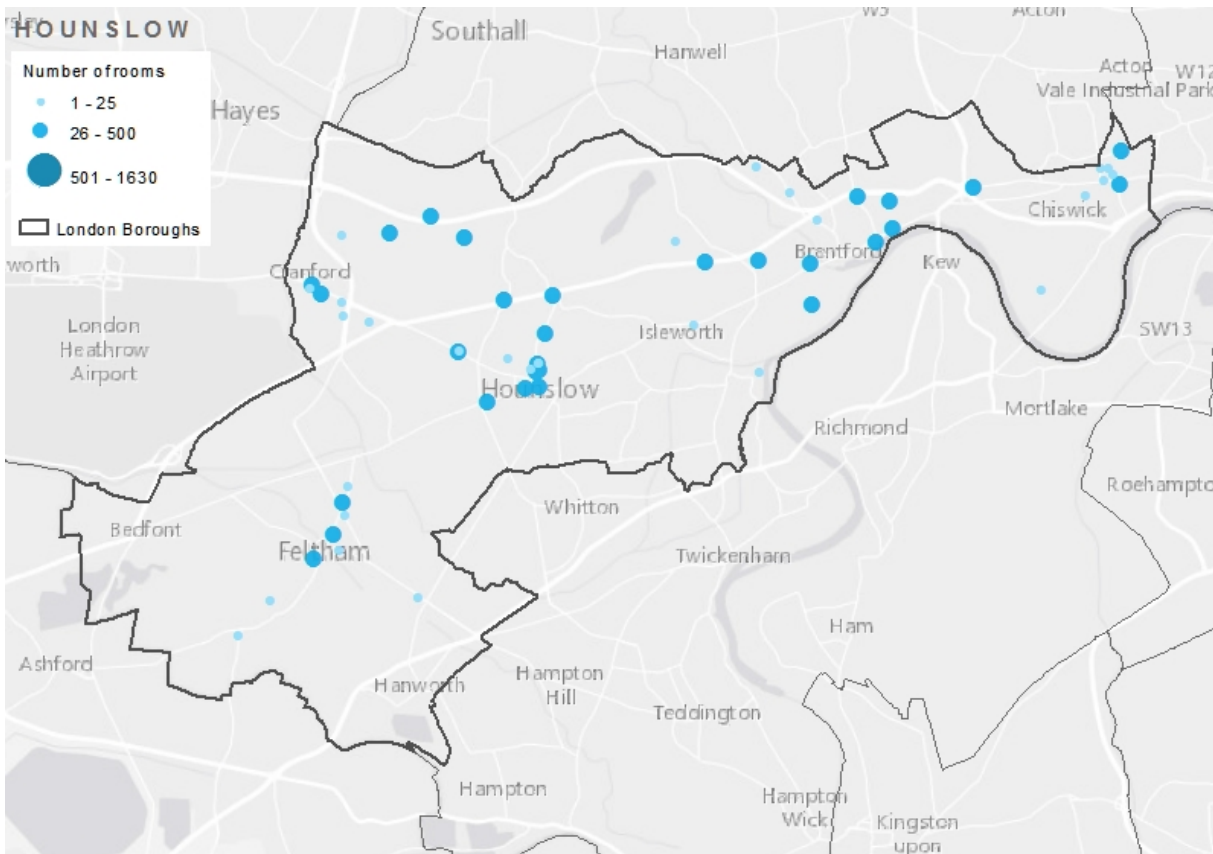 HOUNSLOW
Number of rooms
1 - 25
26 - 500
501 - 1630
London Boroughs
Southall
Hanwell
Acton
Acton
W12
Vale Industrial Park
Hayes
Chiswick
Cranford
Brentford
Kew
worth
London
Heathrow
Airport
Isleworth
SW13
Hounslow
Mortlake
Richmond
Roehampto
Whitton
Bedfont
Feltham
Twickenham
Ham
Ashford
Hanworth
Hampton
Hill
Teddington
Hampton
Hampton
Wick
Kingston
upon